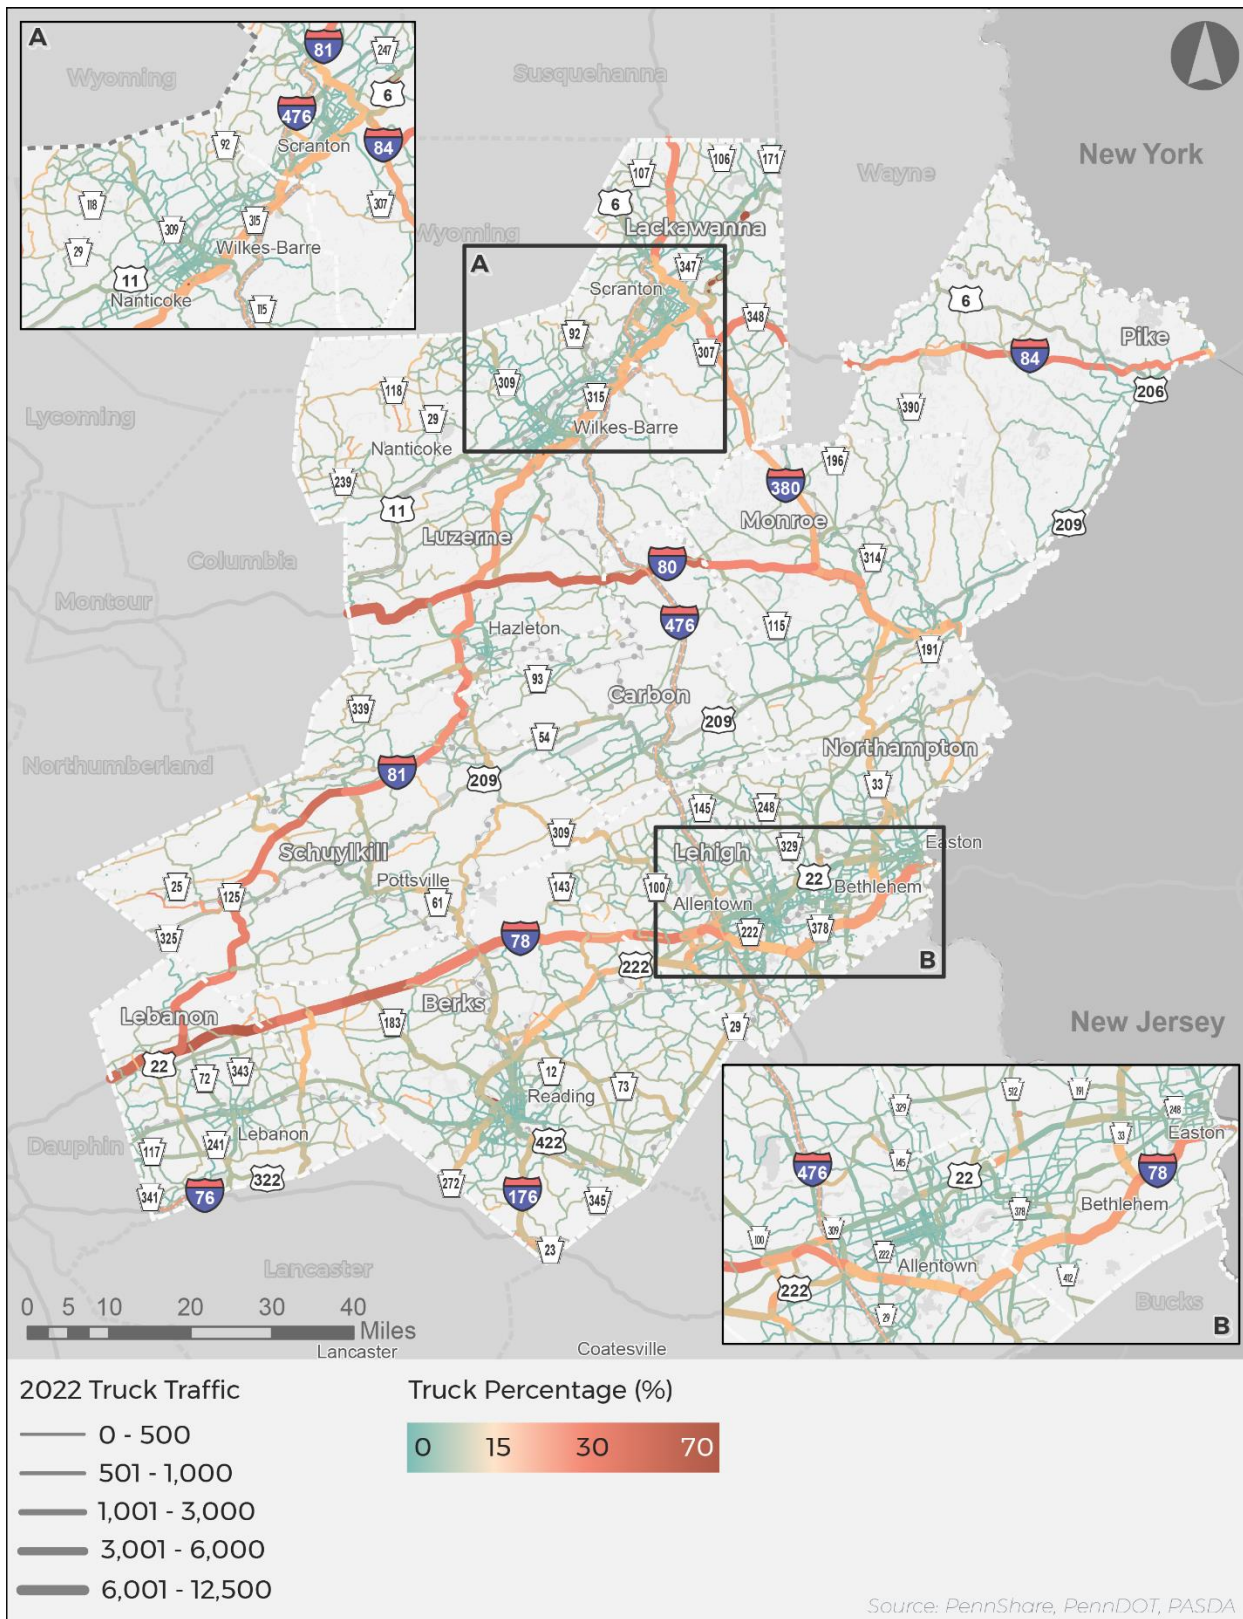 A
Wyoming
81
247
6
476
Scranton
84
92
118
307
309
315
29
Wilkes-Barre
11
Nanticoke
115
Susquehanna
New York
Wayne
106
171
107
6
Wyoming
Lackawanna
A
347
Scranton
348
92
307
6
Pike
84
206
309
118
315
390
Lycoming
29
Wilkes-Barre
Nanticoke
196
239
380
11
Monroe
209
Luzerne
314
Columbia
80
Montour
476
115
Hazleton
191
93
Carbon
339
209
54
Northampton
Northumberland
81
209
33
145
248
309
Easton
329
Schuylkill
Lehigh
22
Pottsville
Bethlehem
25
143
100
125
61
Allentown
378
222
325
78
222
B
Berks
Lebanon
183
29
New Jersey
22
343
72
12
73
Reading
Dauphin
Lebanon
422
117
241
322
272
341
76
176
345
23
Lancaster
512
191
329
248
33
Easton
145
476
22
78
378
Bethlehem
100
309
222
Allentown
412
222
29
Bucks
B
0 5 10 20 30 40
Miles
Lancaster
Coatesville
2022 Truck Traffic
0 - 500
501 - 1,000
1,001 - 3,000
3,001 - 6,000
6,001 - 12,500
Truck Percentage (%)
0 15 30 70
Source: PennShare, PennDOT, PASDA